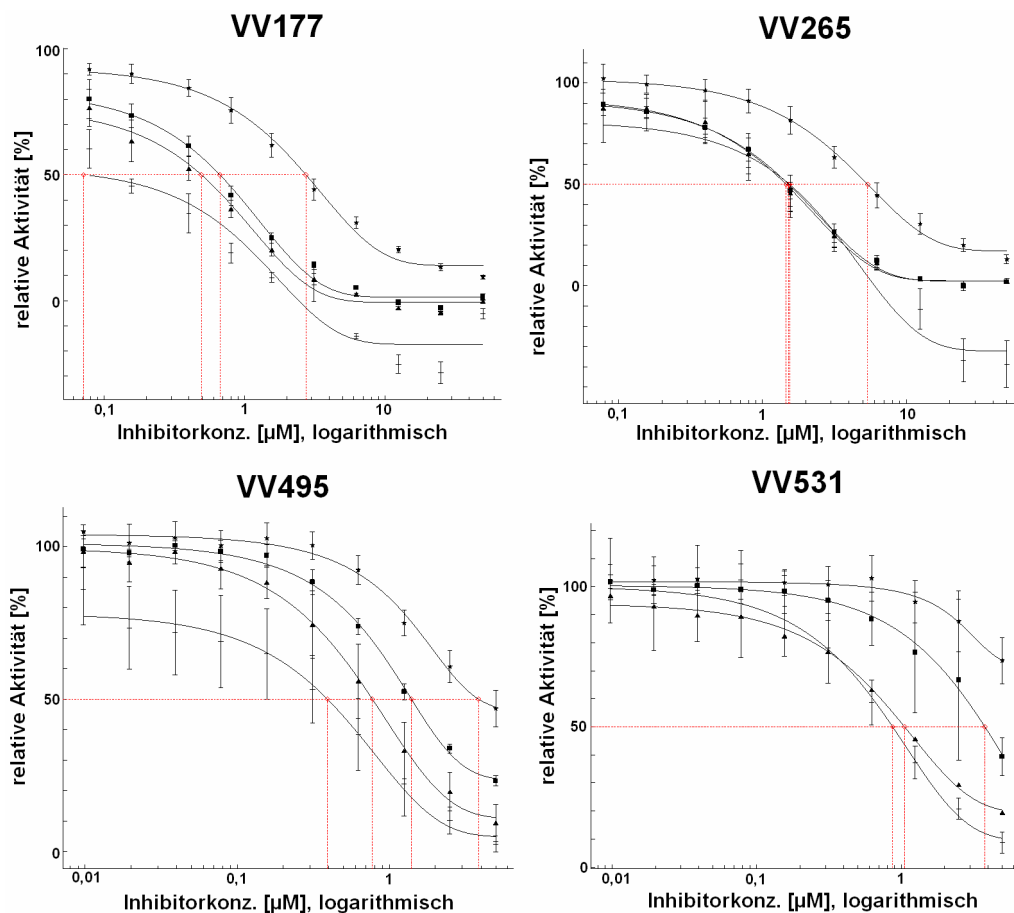 VV177
100
50
0
relative Aktivität [%]
0,1
1
10
Inhibitorkonz. [µM], logarithmisch
VV265
100
50
0
relative Aktivität [%]
0,1
1
10
Inhibitorkonz. [µM], logarithmisch
VV495
100
50
0
relative Aktivität [%]
0,01
0,1
1
Inhibitorkonz. [µM], logarithmisch
VV531
100
50
0
relative Aktivität [%]
0,01
0,1
1
Inhibitorkonz. [µM], logarithmisch